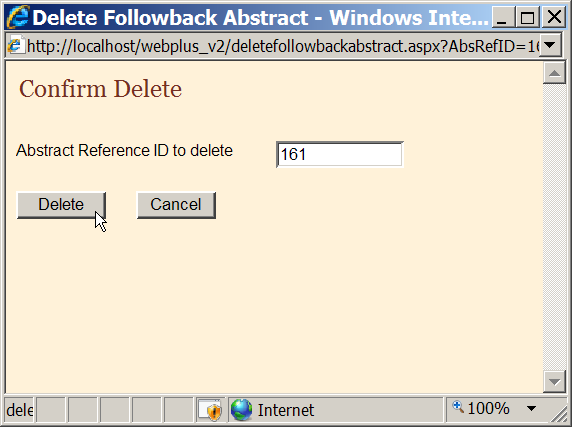 Delete Followback Abstract - Windows Inte...
http://localhost/webplus_v2/deletefollowbackabstract.aspx?AbsRefID=16
Confirm Delete
Abstract Reference ID to delete 161
Delete Cancel
dele Internet 100%